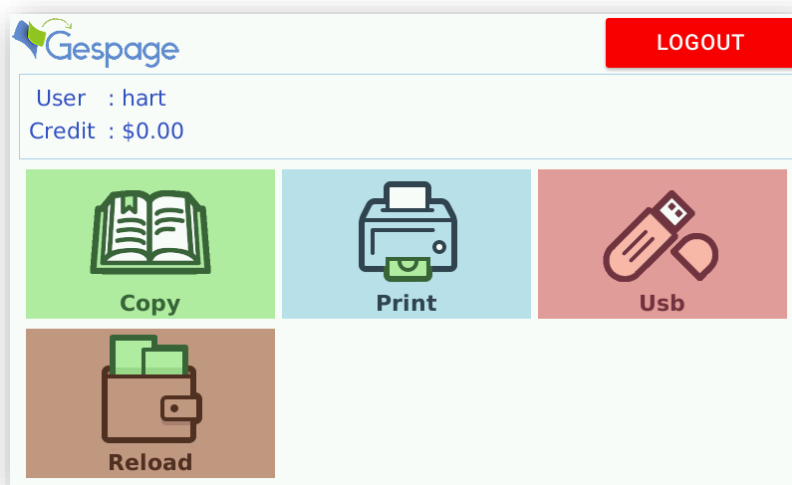 Gespage
LOGOUT
User : hart
Credit : $0.00
Copy
Print
Usb
Reload